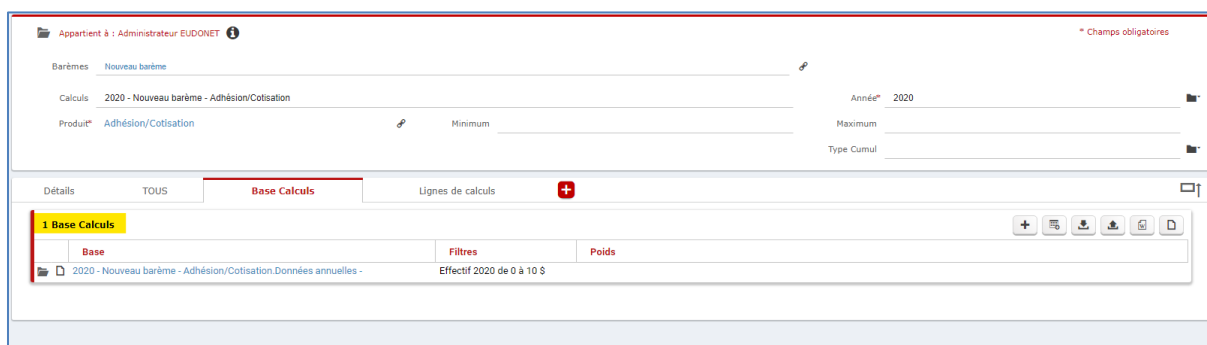 Appartient à : Administrateur EUDONET
* Champs obligatoires
Barèmes Nouveau barème
Calculs 2020 - Nouveau barème - Adhésion/Cotisation Année* 2020
Produit* Adhésion/Cotisation Minimum Maximum
Type Cumul
Détails TOUS Base Calculs Lignes de calculs
1 Base Calculs
Base Filtres Poids
2020 - Nouveau barème - Adhésion/Cotisation.Données annuelles - Effectif 2020 de 0 à 10 $